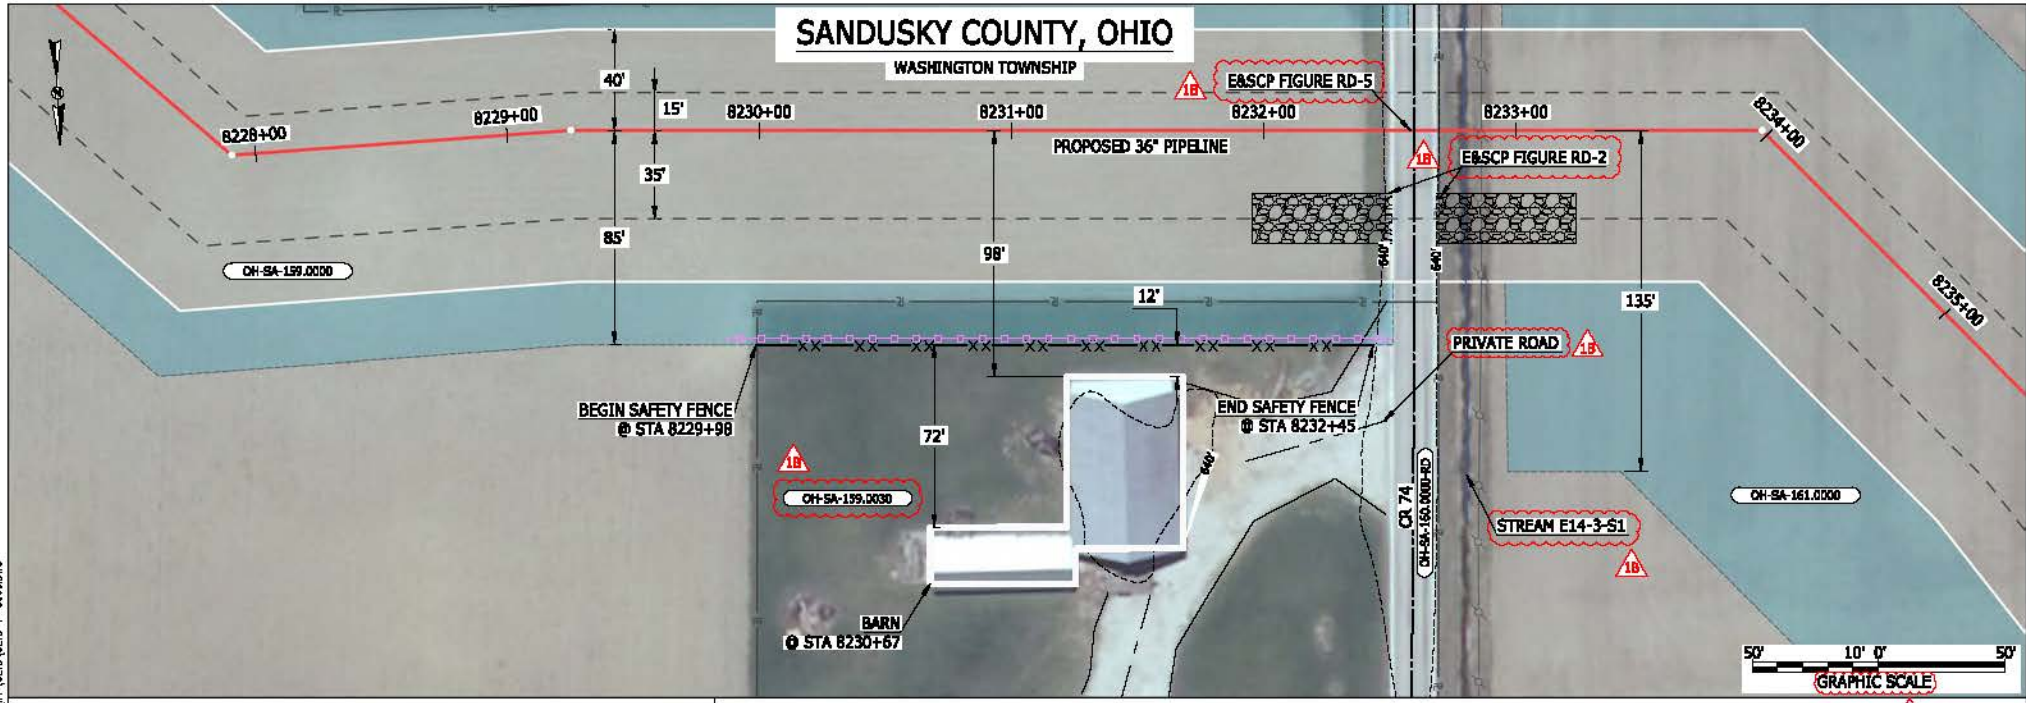 SANDUSKY COUNTY, OHIO
WASHINGTON TOWNSHIP
40'
15'
8228+00
8229+00
8230+00
8231+00
8232+00
8233+00
8234+00
8235+00
1B
E&SCP FIGURE RD-5
PROPOSED 36" PIPELINE
1B
E&SCP FIGURE RD-2
35'
85'
98'
OH-SA-159.0000
640'
640'
12'
135'
PRIVATE ROAD
1B
BEGIN SAFETY FENCE
@ STA 8229+98
END SAFETY FENCE
@ STA 8232+45
72'
1B
OH-SA-159.0030
640'
CR 74
OH-SA-160.0000-RD
OH-SA-161.0000
STREAM E14-3-S1
1B
BARN
@ STA 8230+67
50' 10' 0' 50'
GRAPHIC SCALE